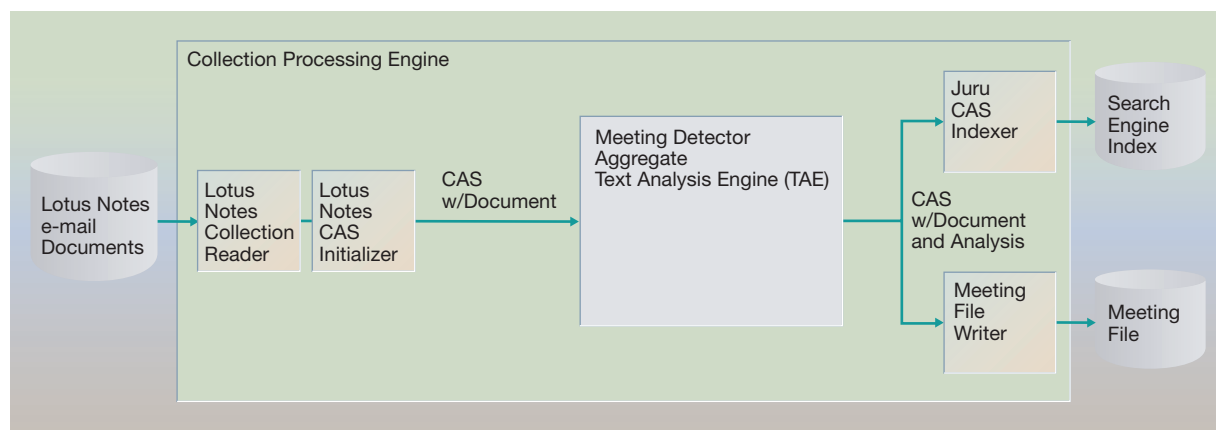 Collection Processing Engine
Lotus Notes
e-mail
Documents
Lotus
Notes
Collection
Reader
Lotus
Notes
CAS
Initializer
CAS
w/Document
Meeting Detector
Aggregate
Text Analysis Engine (TAE)
CAS
w/Document
and Analysis
Juru
CAS
Indexer
Search
Engine
Index
Meeting
File
Writer
Meeting
File